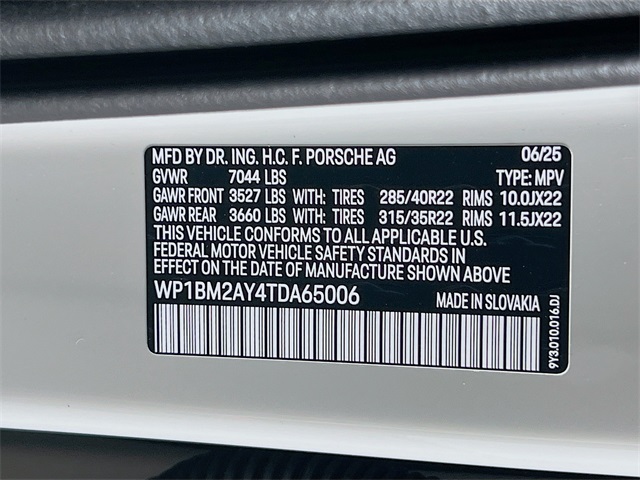 MFD BY DR. ING. H.C. F. PORSCHE AG 06/25
GVWR 7044 LBS TYPE: MPV
GAWR FRONT 3527 LBS WITH: TIRES 285/40R22 RIMS 10.0JX22
GAWR REAR 3660 LBS WITH: TIRES 315/35R22 RIMS 11.5JX22
THIS VEHICLE CONFORMS TO ALL APPLICABLE U.S.
FEDERAL MOTOR VEHICLE SAFETY STANDARDS IN
EFFECT ON THE DATE OF MANUFACTURE SHOWN ABOVE
WP1BM2AY4TDA65006 MADE IN SLOVAKIA
9Y3.010.016.DJ